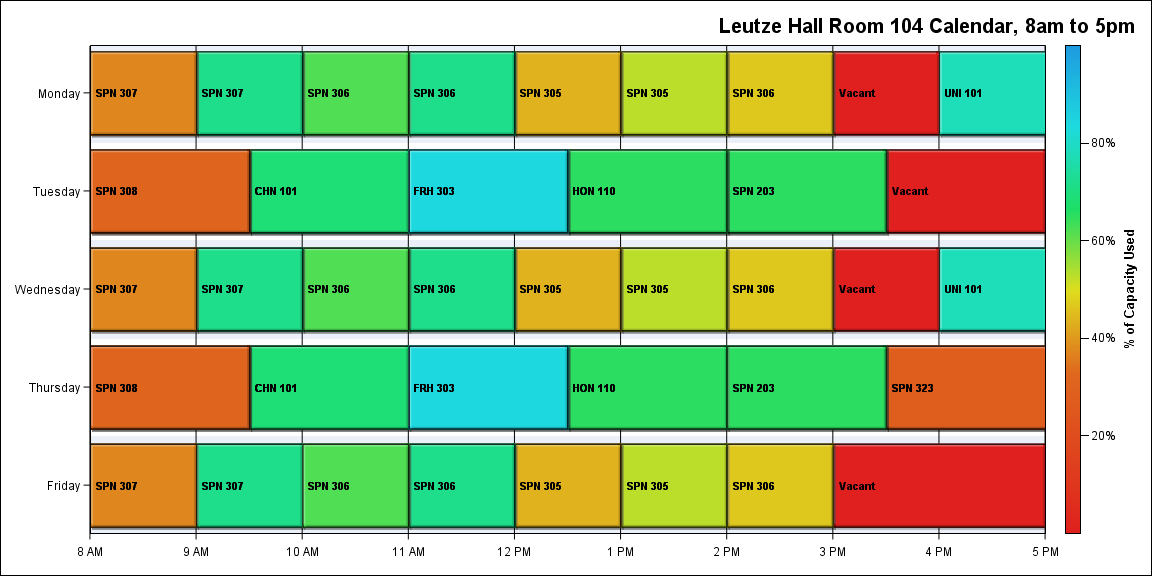 Leutze Hall Room 104 Calendar, 8am to 5pm
Monday SPN 307 SPN 307 SPN 306 SPN 306 SPN 305 SPN 305 SPN 306 Vacant UNI 101
Tuesday SPN 308 CHN 101 FRH 303 HON 110 SPN 203 Vacant
Wednesday SPN 307 SPN 307 SPN 306 SPN 306 SPN 305 SPN 305 SPN 306 Vacant UNI 101
Thursday SPN 308 CHN 101 FRH 303 HON 110 SPN 203 SPN 323
Friday SPN 307 SPN 307 SPN 306 SPN 306 SPN 305 SPN 305 SPN 306 Vacant
8 AM 9 AM 10 AM 11 AM 12 PM 1 PM 2 PM 3 PM 4 PM 5 PM
80%
60%
40%
20%
% of Capacity Used